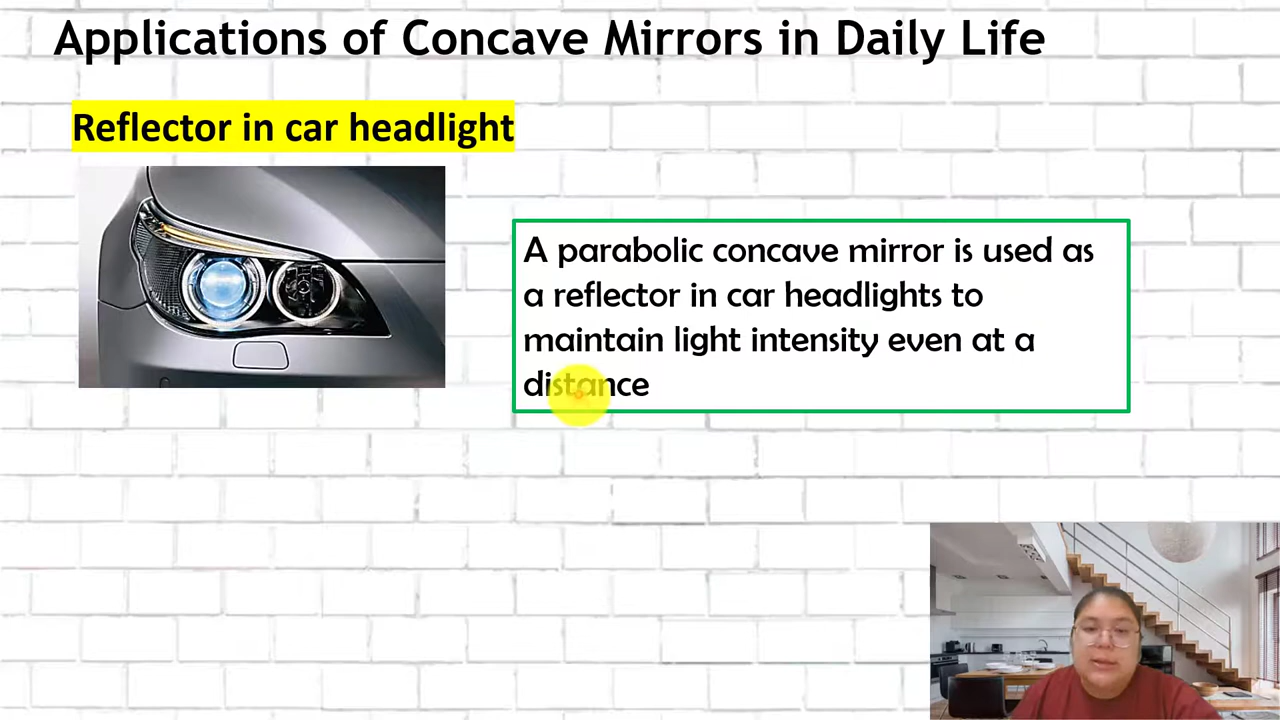 Applications of Concave Mirrors in Daily Life
Reflector in car headlight
A parabolic concave mirror is used as
a reflector in car headlights to
maintain light intensity even at a
distance